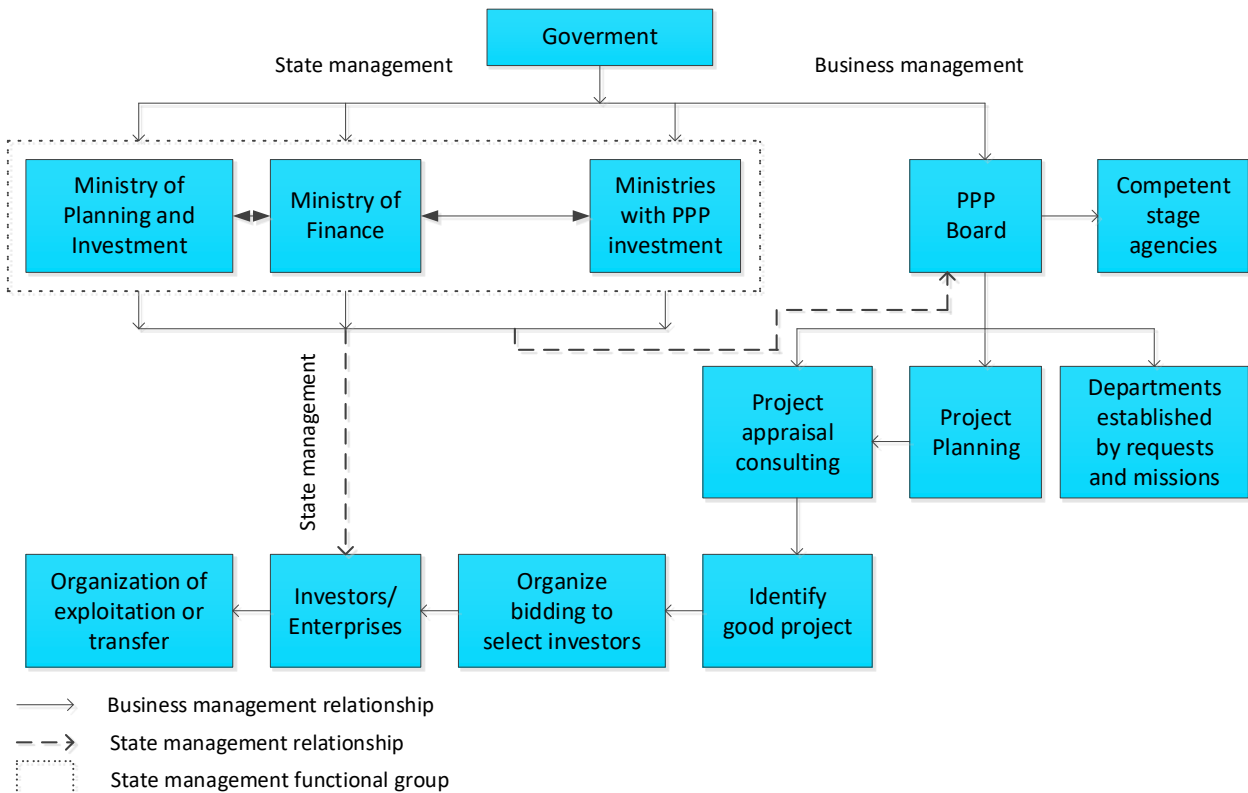 Goverment
State management
Business management
Ministry of
Planning and
Investment
Ministry of
Finance
Ministries
with PPP
investment
PPP
Board
Competent
stage
agencies
State management
Project
appraisal
consulting
Project
Planning
Departments
established
by requests
and missions
Organization of
exploitation or
transfer
Investors/
Enterprises
Organize
bidding to
select investors
Identify
good project
Business management relationship
State management relationship
State management functional group